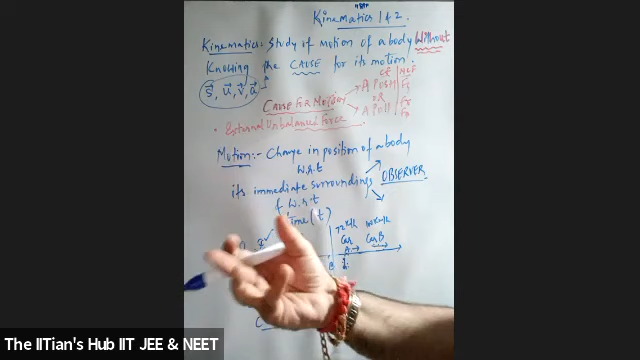 Kinematics 1 & 2.
Kinematics: Study of Motion of a body Without
Knowing the CAUSE for its motion.
CAUSE FOR Motion
A PUSH
OR
A PULL
External Unbalanced Force
Motion:- Change in position of a body
w.r.t
its immediate surroundings
OBSERVER
& w.r.t
Time (t)
Car
Car B
A
B
The IITian's Hub IIT JEE & NEET